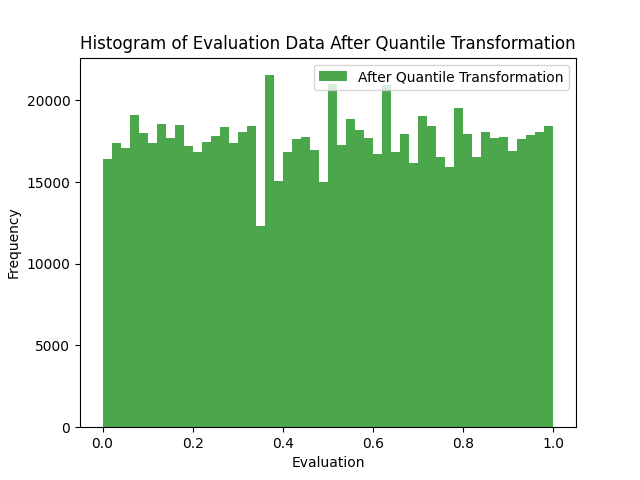 Histogram of Evaluation Data After Quantile Transformation
After Quantile Transformation
20000
15000
10000
5000
0
Frequency
0.0 0.2 0.4 0.6 0.8 1.0
Evaluation